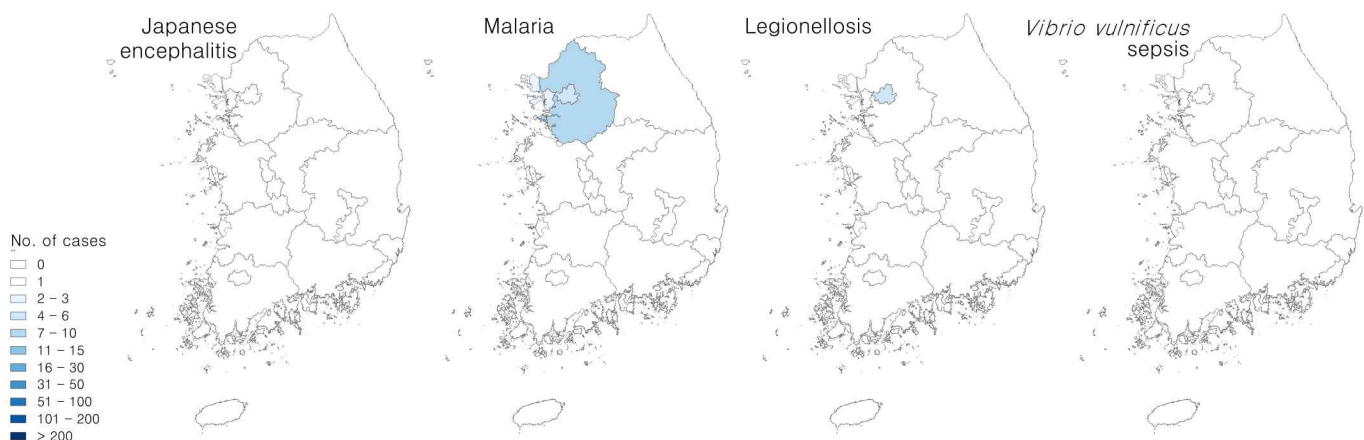 Japanese
encephalitis
Malaria
Legionellosis
Vibrio vulnificus
sepsis
No. of cases
0
1
2 – 3
4 – 6
7 – 10
11 – 15
16 – 30
31 – 50
51 – 100
101 – 200
> 200